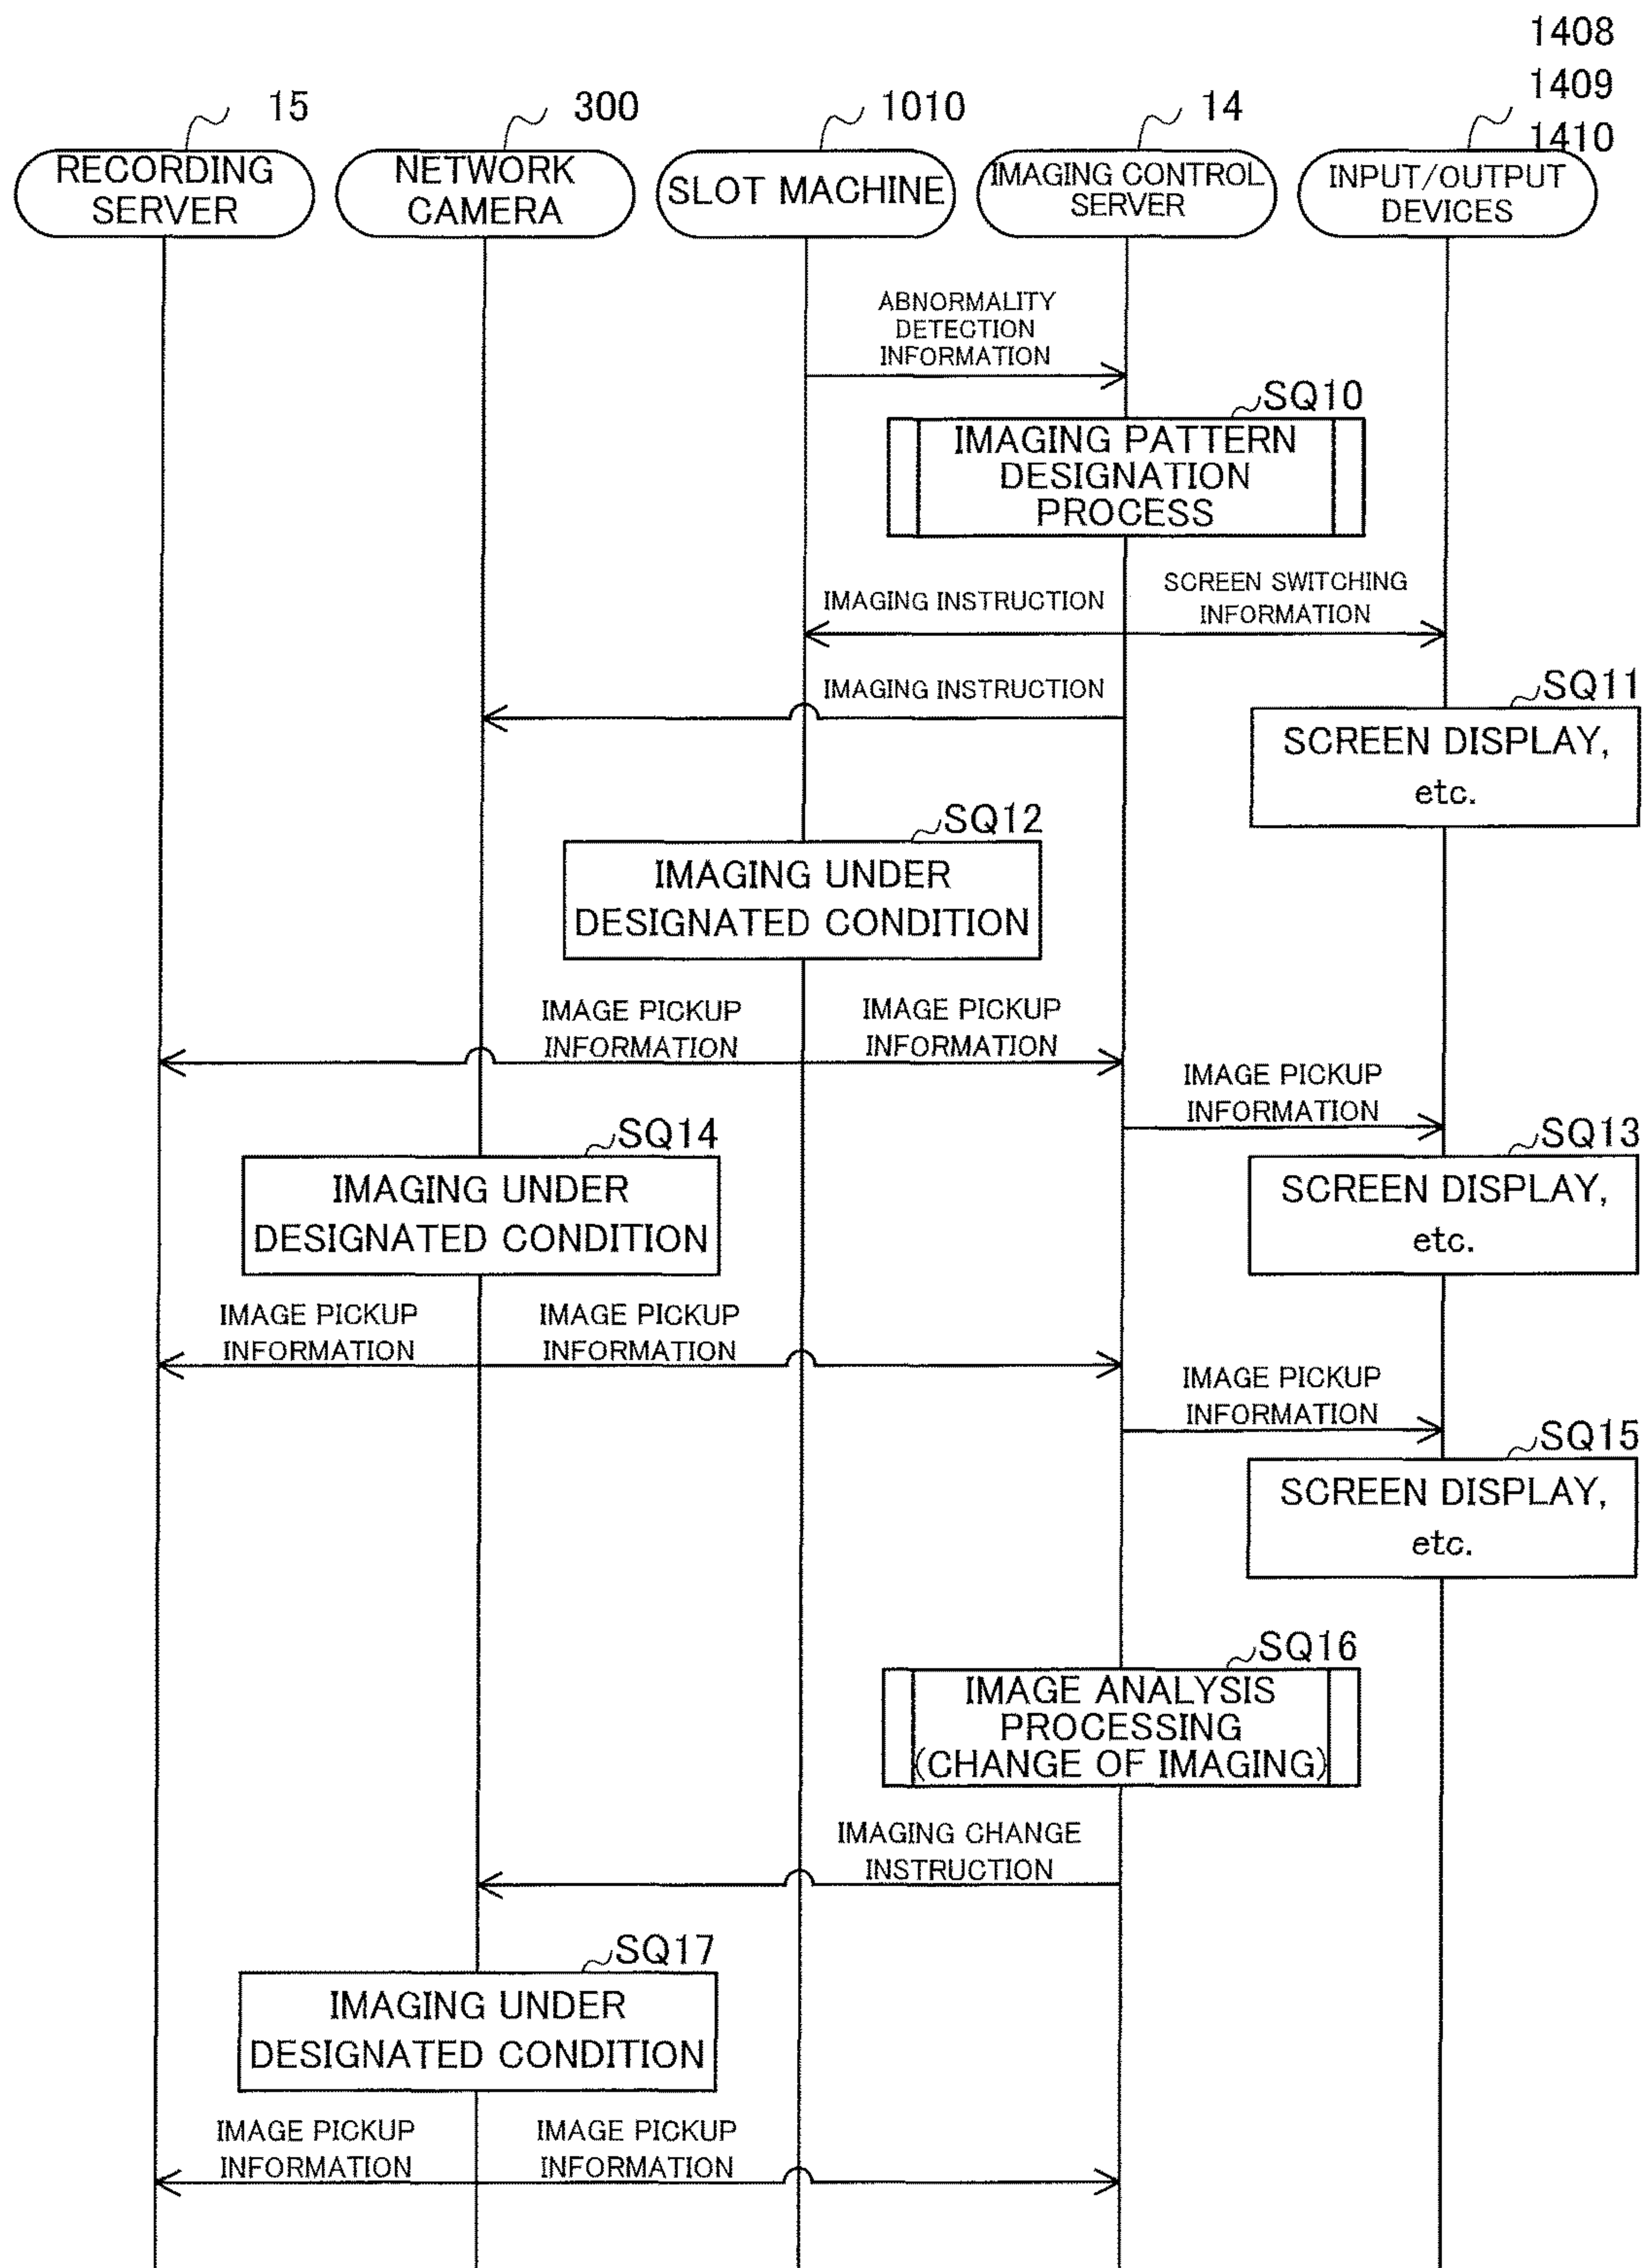 1408
1409
1410
15
300
1010
14
RECORDING
SERVER
NETWORK
CAMERA
SLOT MACHINE
IMAGING CONTROL
SERVER
INPUT/OUTPUT
DEVICES
ABNORMALITY
DETECTION
INFORMATION
SQ10
IMAGING PATTERN
DESIGNATION
PROCESS
IMAGING INSTRUCTION
SCREEN SWITCHING
INFORMATION
IMAGING INSTRUCTION
SQ11
SCREEN DISPLAY,
etc.
SQ12
IMAGING UNDER
DESIGNATED CONDITION
IMAGE PICKUP
INFORMATION
IMAGE PICKUP
INFORMATION
IMAGE PICKUP
INFORMATION
SQ14
IMAGING UNDER
DESIGNATED CONDITION
SQ13
SCREEN DISPLAY,
etc.
IMAGE PICKUP
INFORMATION
IMAGE PICKUP
INFORMATION
IMAGE PICKUP
INFORMATION
SQ15
SCREEN DISPLAY,
etc.
SQ16
IMAGE ANALYSIS
PROCESSING
(CHANGE OF IMAGING)
IMAGING CHANGE
INSTRUCTION
SQ17
IMAGING UNDER
DESIGNATED CONDITION
IMAGE PICKUP
INFORMATION
IMAGE PICKUP
INFORMATION